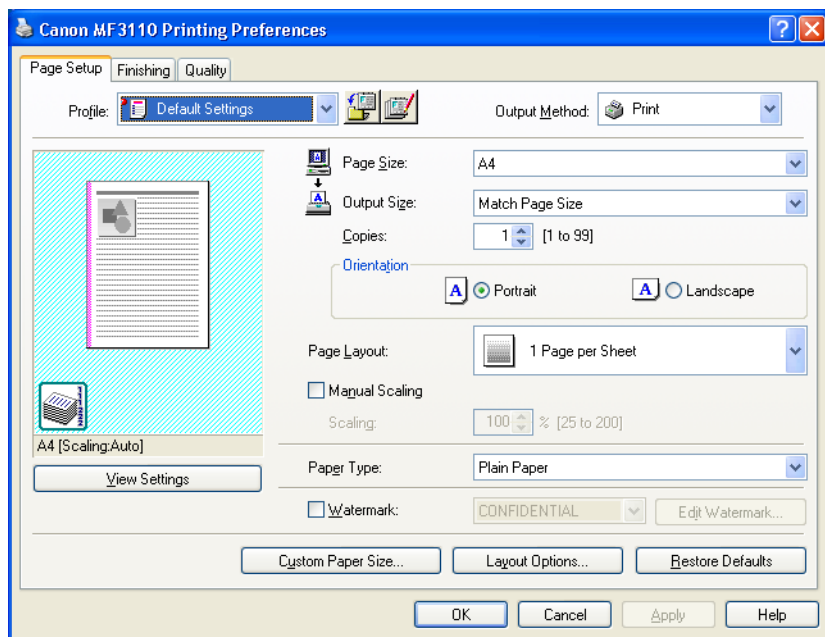 Canon MF3110 Printing Preferences
Page Setup Finishing Quality
Profile: Default Settings Output Method: Print
Page Size: A4
Output Size: Match Page Size
Copies: 1 [1 to 99]
Orientation
A Portrait A Landscape
Page Layout: 1 Page per Sheet
Manual Scaling
Scaling: 100 % [25 to 200]
A4 [Scaling:Auto]
Paper Type: Plain Paper
View Settings
Watermark: CONFIDENTIAL Edit Watermark...
Custom Paper Size... Layout Options... Restore Defaults
OK Cancel Apply Help